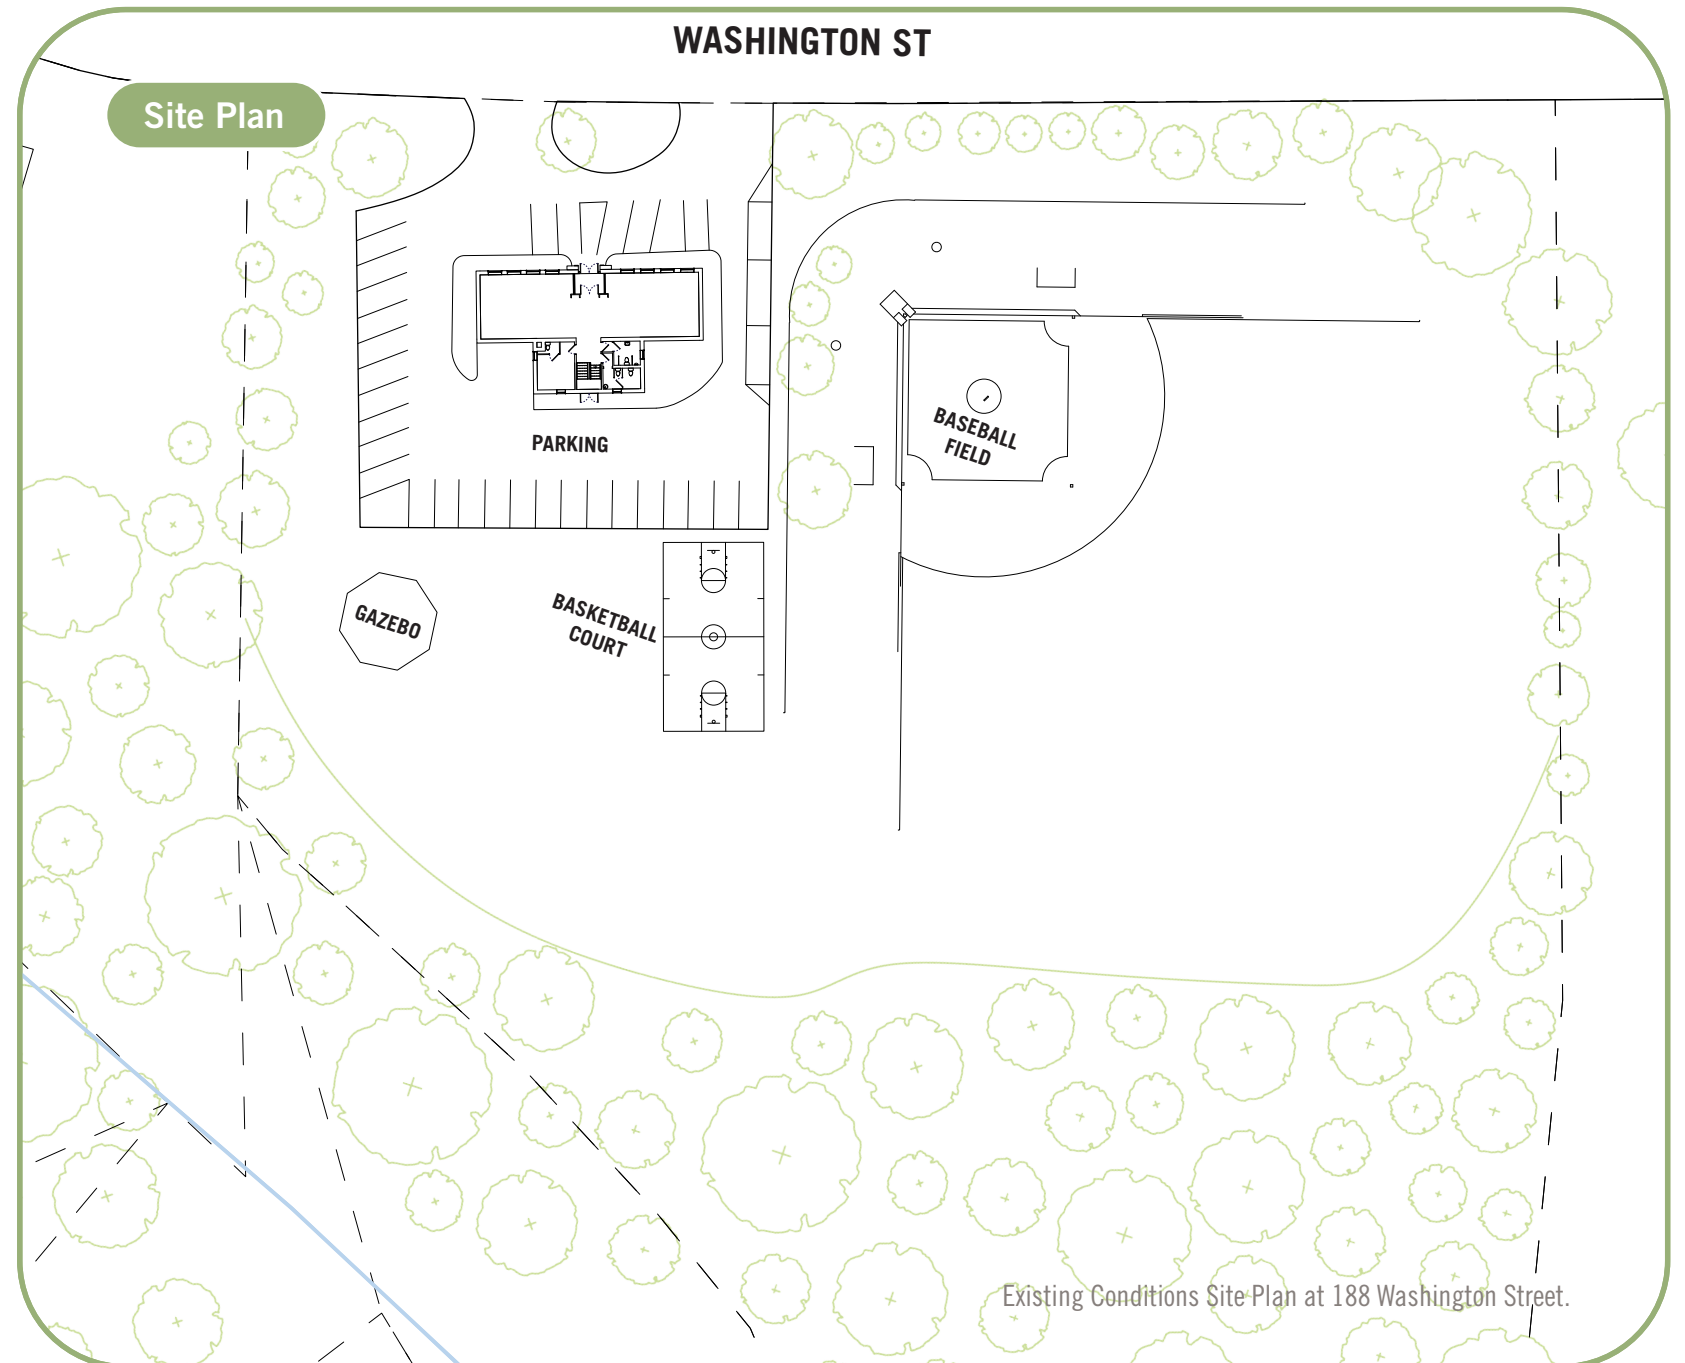 WASHINGTON ST
Site Plan
PARKING
BASEBALL
FIELD
GAZEBO
BASKETBALL
COURT
Existing Conditions Site Plan at 188 Washington Street.